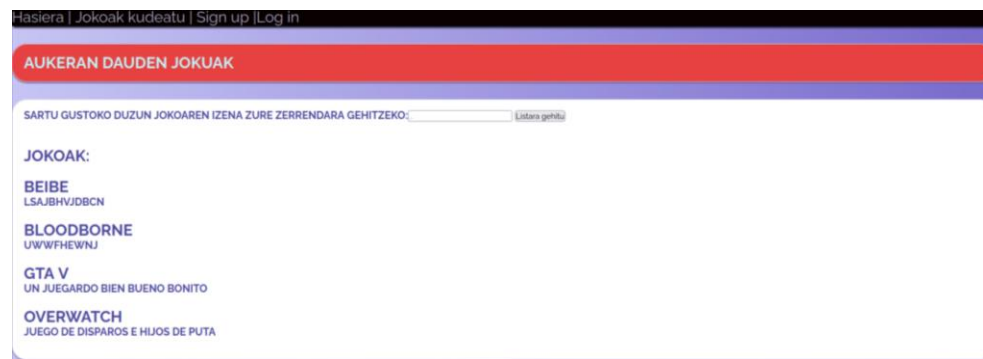 Hasiera | Jokoak kudeatu | Sign up |Log in
AUKERAN DAUDEN JOKUAK
SARTU GUSTOKO DUZUN JOKOAREN IZENA ZURE ZERRENDARA GEHITZEKO: Listara gehitu
JOKOAK:
BEIBE
LSAJBHVJDBCN
BLOODBORNE
UWWFHEWNJ
GTA V
UN JUEGARDO BIEN BUENO BONITO
OVERWATCH
JUEGO DE DISPAROS E HIJOS DE PUTA